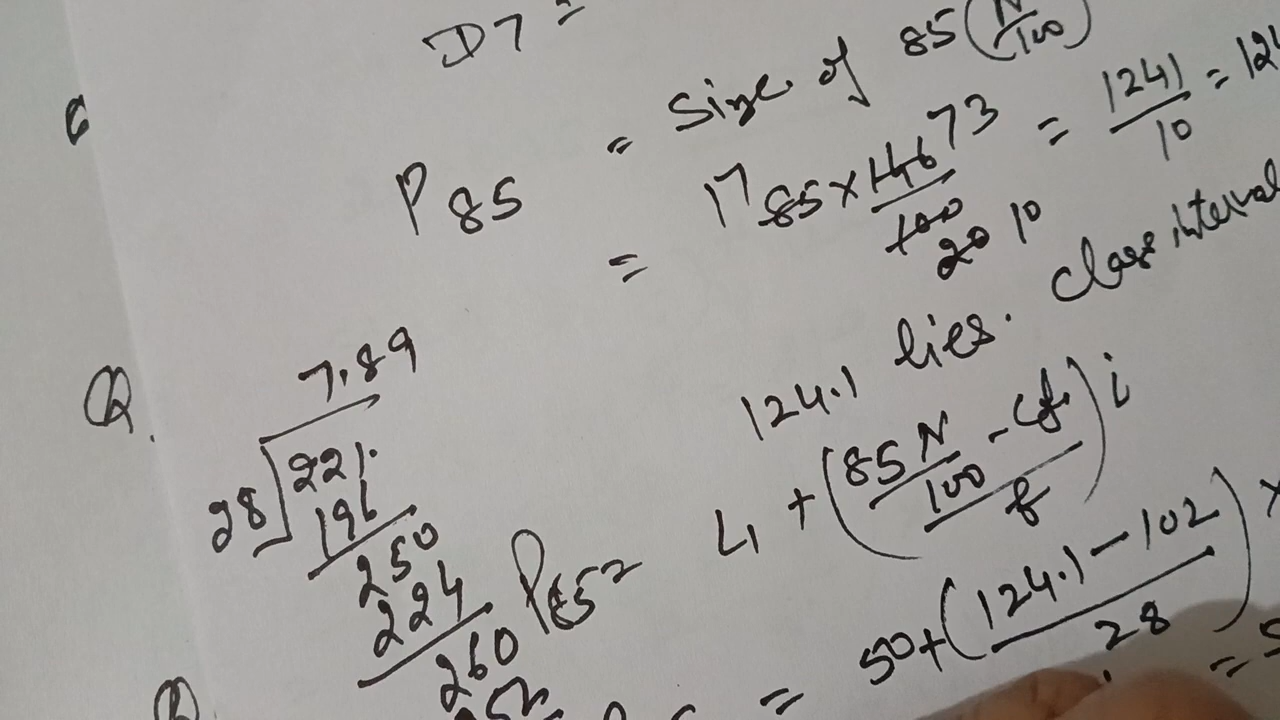 D7 =
P85 = Size of 85(N/100)
= 17 85 × 146 73 / 100 20 10 = 1241/10 = 124
124.1 lies. Class interval
7.89
28 221.
196
250
224
260
252
P85 = L1 + (85N/100 - cf. / f) i
= 50 + (124.1 - 102 / 28) ×
=